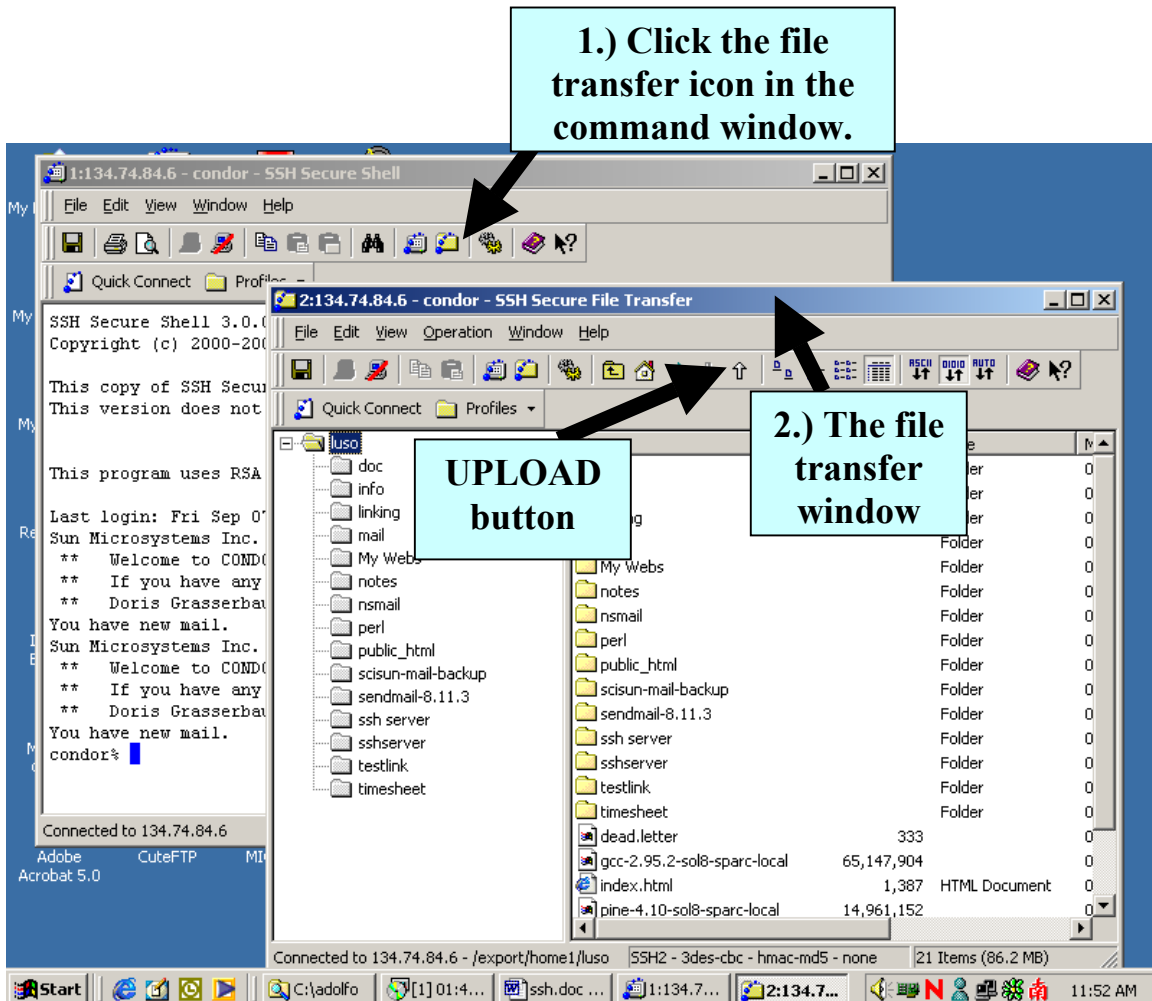 1.) Click the file
transfer icon in the
command window.
1:134.74.84.6 - condor - SSH Secure Shell
File Edit View Window Help
Quick Connect Profiles
2:134.74.84.6 - condor - SSH Secure File Transfer
File Edit View Operation Window Help
ASCII AUTO
Quick Connect Profiles
2.) The file
transfer
window
UPLOAD
button
My
My
My
SSH Secure Shell 3.0.
Copyright (c) 2000-200
This copy of SSH Secu
This version does not
This program uses RSA
Last login: Fri Sep 0
Sun Microsystems Inc.
** Welcome to COND
** If you have any
** Doris Grasserbau
You have new mail.
Sun Microsystems Inc.
** Welcome to COND
** If you have any
** Doris Grasserbau
You have new mail.
condor%
Connected to 134.74.84.6
luso
doc
info
linking
mail
My Webs
notes
nsmail
perl
public_html
scisun-mail-backup
sendmail-8.11.3
ssh server
sshserver
testlink
timesheet
Folder
My Webs Folder
notes Folder
nsmail Folder
perl Folder
public_html Folder
scisun-mail-backup Folder
sendmail-8.11.3 Folder
ssh server Folder
sshserver Folder
testlink Folder
timesheet Folder
dead.letter 333
gcc-2.95.2-sol8-sparc-local 65,147,904
index.html 1,387 HTML Document
pine-4.10-sol8-sparc-local 14,961,152
Connected to 134.74.84.6 - /export/home1/luso SSH2 - 3des-cbc - hmac-md5 - none 21 Items (86.2 MB)
Adobe
Acrobat 5.0
CuteFTP
Start C:\adolfo [1] 01:4... ssh.doc ... 1:134.7... 2:134.7... N 南 11:52 AM